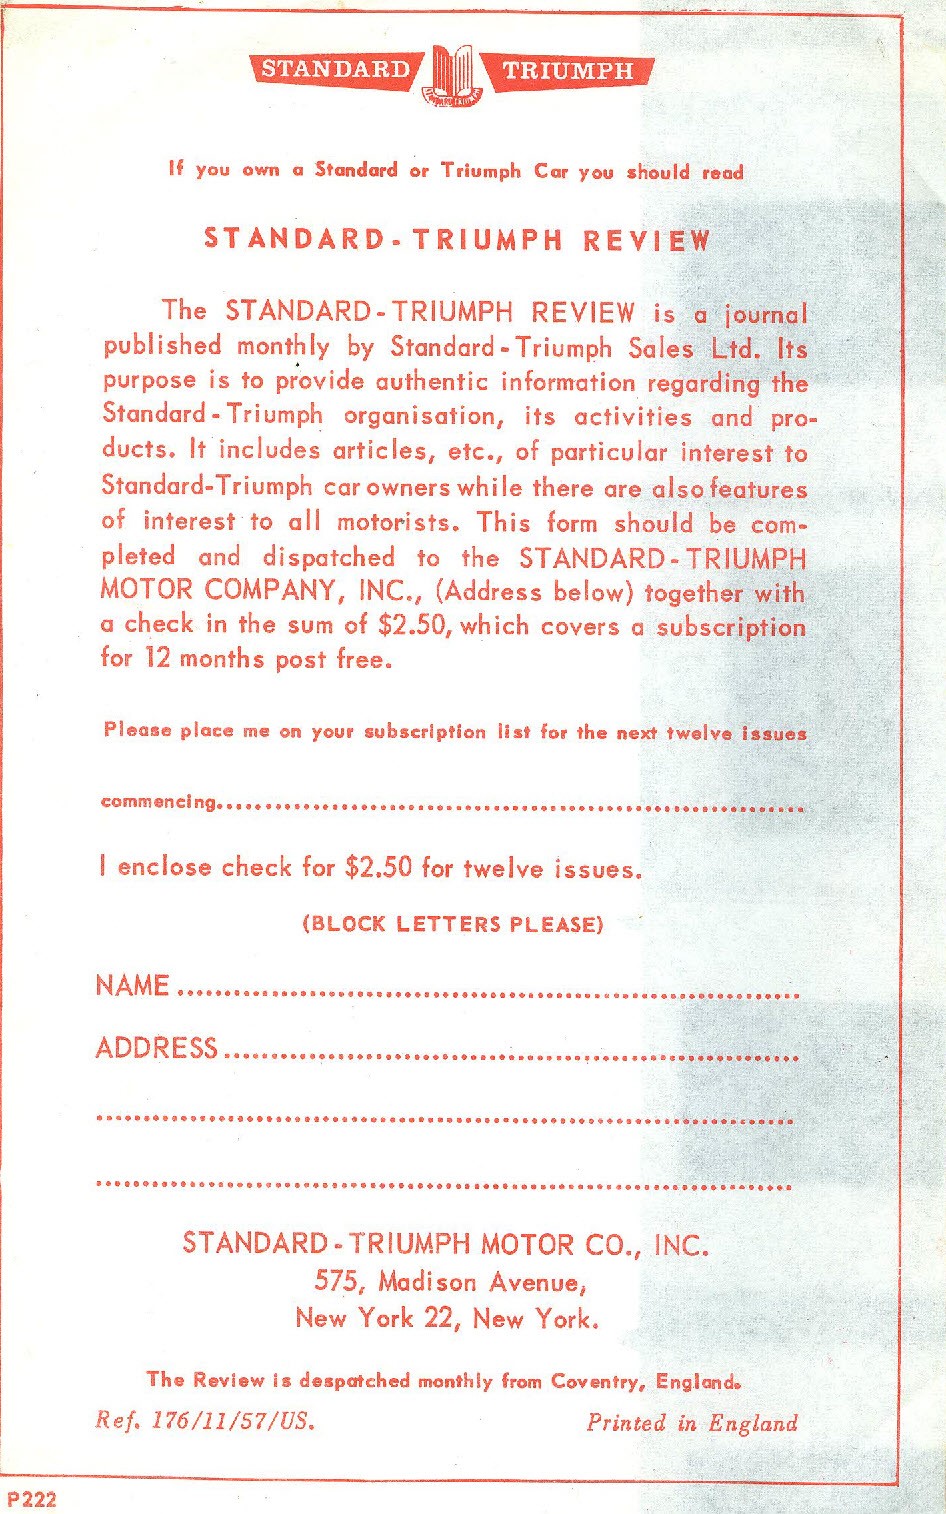 STANDARD TRIUMPH
If you own a Standard or Triumph Car you should read
STANDARD-TRIUMPH REVIEW
The STANDARD-TRIUMPH REVIEW is a journal
published monthly by Standard-Triumph Sales Ltd. Its
purpose is to provide authentic information regarding the
Standard-Triumph organisation, its activities and pro-
ducts. It includes articles, etc., of particular interest to
Standard-Triumph car owners while there are also features
of interest to all motorists. This form should be com-
pleted and dispatched to the STANDARD-TRIUMPH
MOTOR COMPANY, INC., (Address below) together with
a check in the sum of $2.50, which covers a subscription
for 12 months post free.
Please place me on your subscription list for the next twelve issues
commencing..........................................................
I enclose check for $2.50 for twelve issues.
(BLOCK LETTERS PLEASE)
NAME..........................................................
ADDRESS..........................................................
..........................................................
..........................................................
STANDARD-TRIUMPH MOTOR CO., INC.
575, Madison Avenue,
New York 22, New York.
The Review is despatched monthly from Coventry, England.
Ref. 176/11/57/US. Printed in England
P222